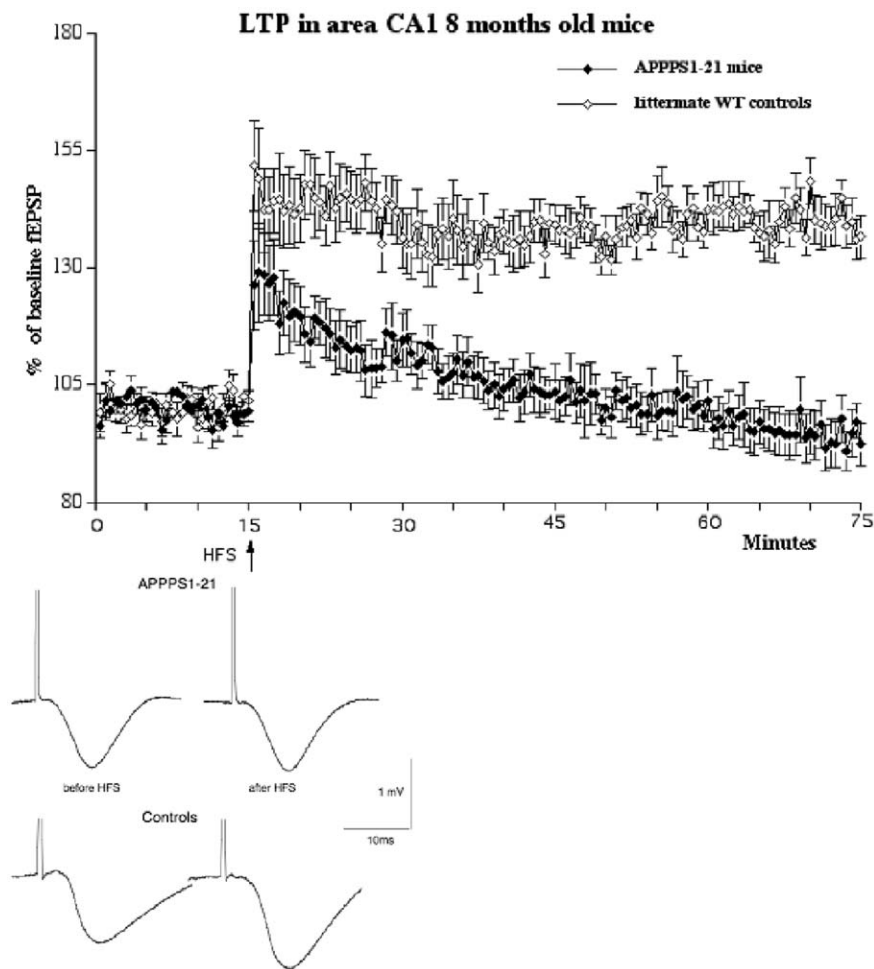 LTP in area CA1 8 months old mice
180
155
130
105
80
% of baseline fEPSP
APPPS1-21 mice
littermate WT controls
0 15 30 45 60 75
HFS
Minutes
APPPS1-21
before HFS after HFS
1 mV
Controls
10ms